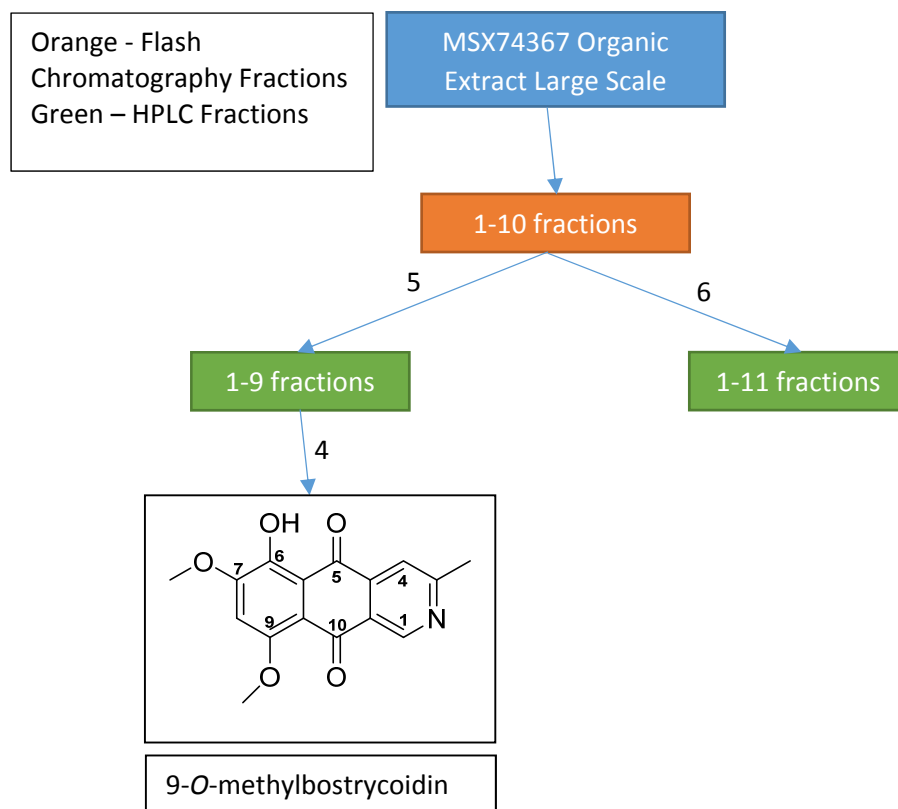 Orange - Flash
Chromatography Fractions
Green – HPLC Fractions
MSX74367 Organic
Extract Large Scale
1-10 fractions
5
6
1-9 fractions
1-11 fractions
4
OH
O
O
6
7
5
4
9
10
1
N
O
O
9-O-methylbostrycoidin